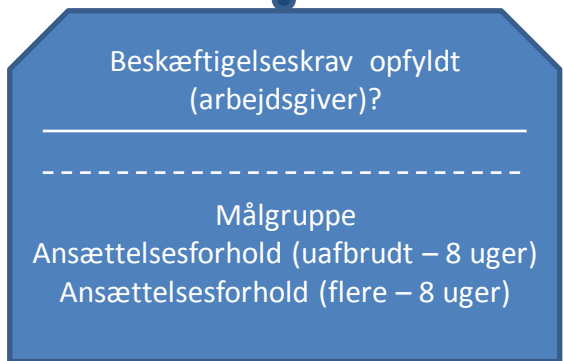 Beskæftigelseskrav opfyldt
(arbejdsgiver)?
Målgruppe
Ansættelsesforhold (uafbrudt – 8 uger)
Ansættelsesforhold (flere – 8 uger)